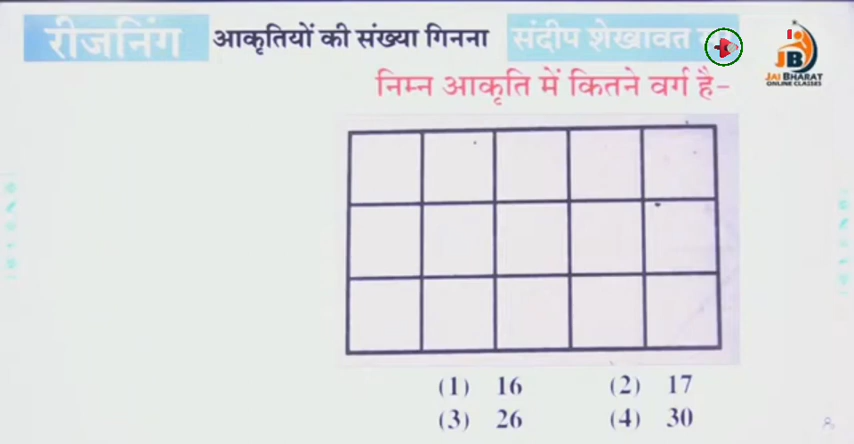 रीजनिंग आकृतियों की संख्या गिनना संदीप शेखावत
JB
JAI BHARAT
ONLINE CLASSES
निम्न आकृति में कितने वर्ग है-
(1) 16 (2) 17
(3) 26 (4) 30